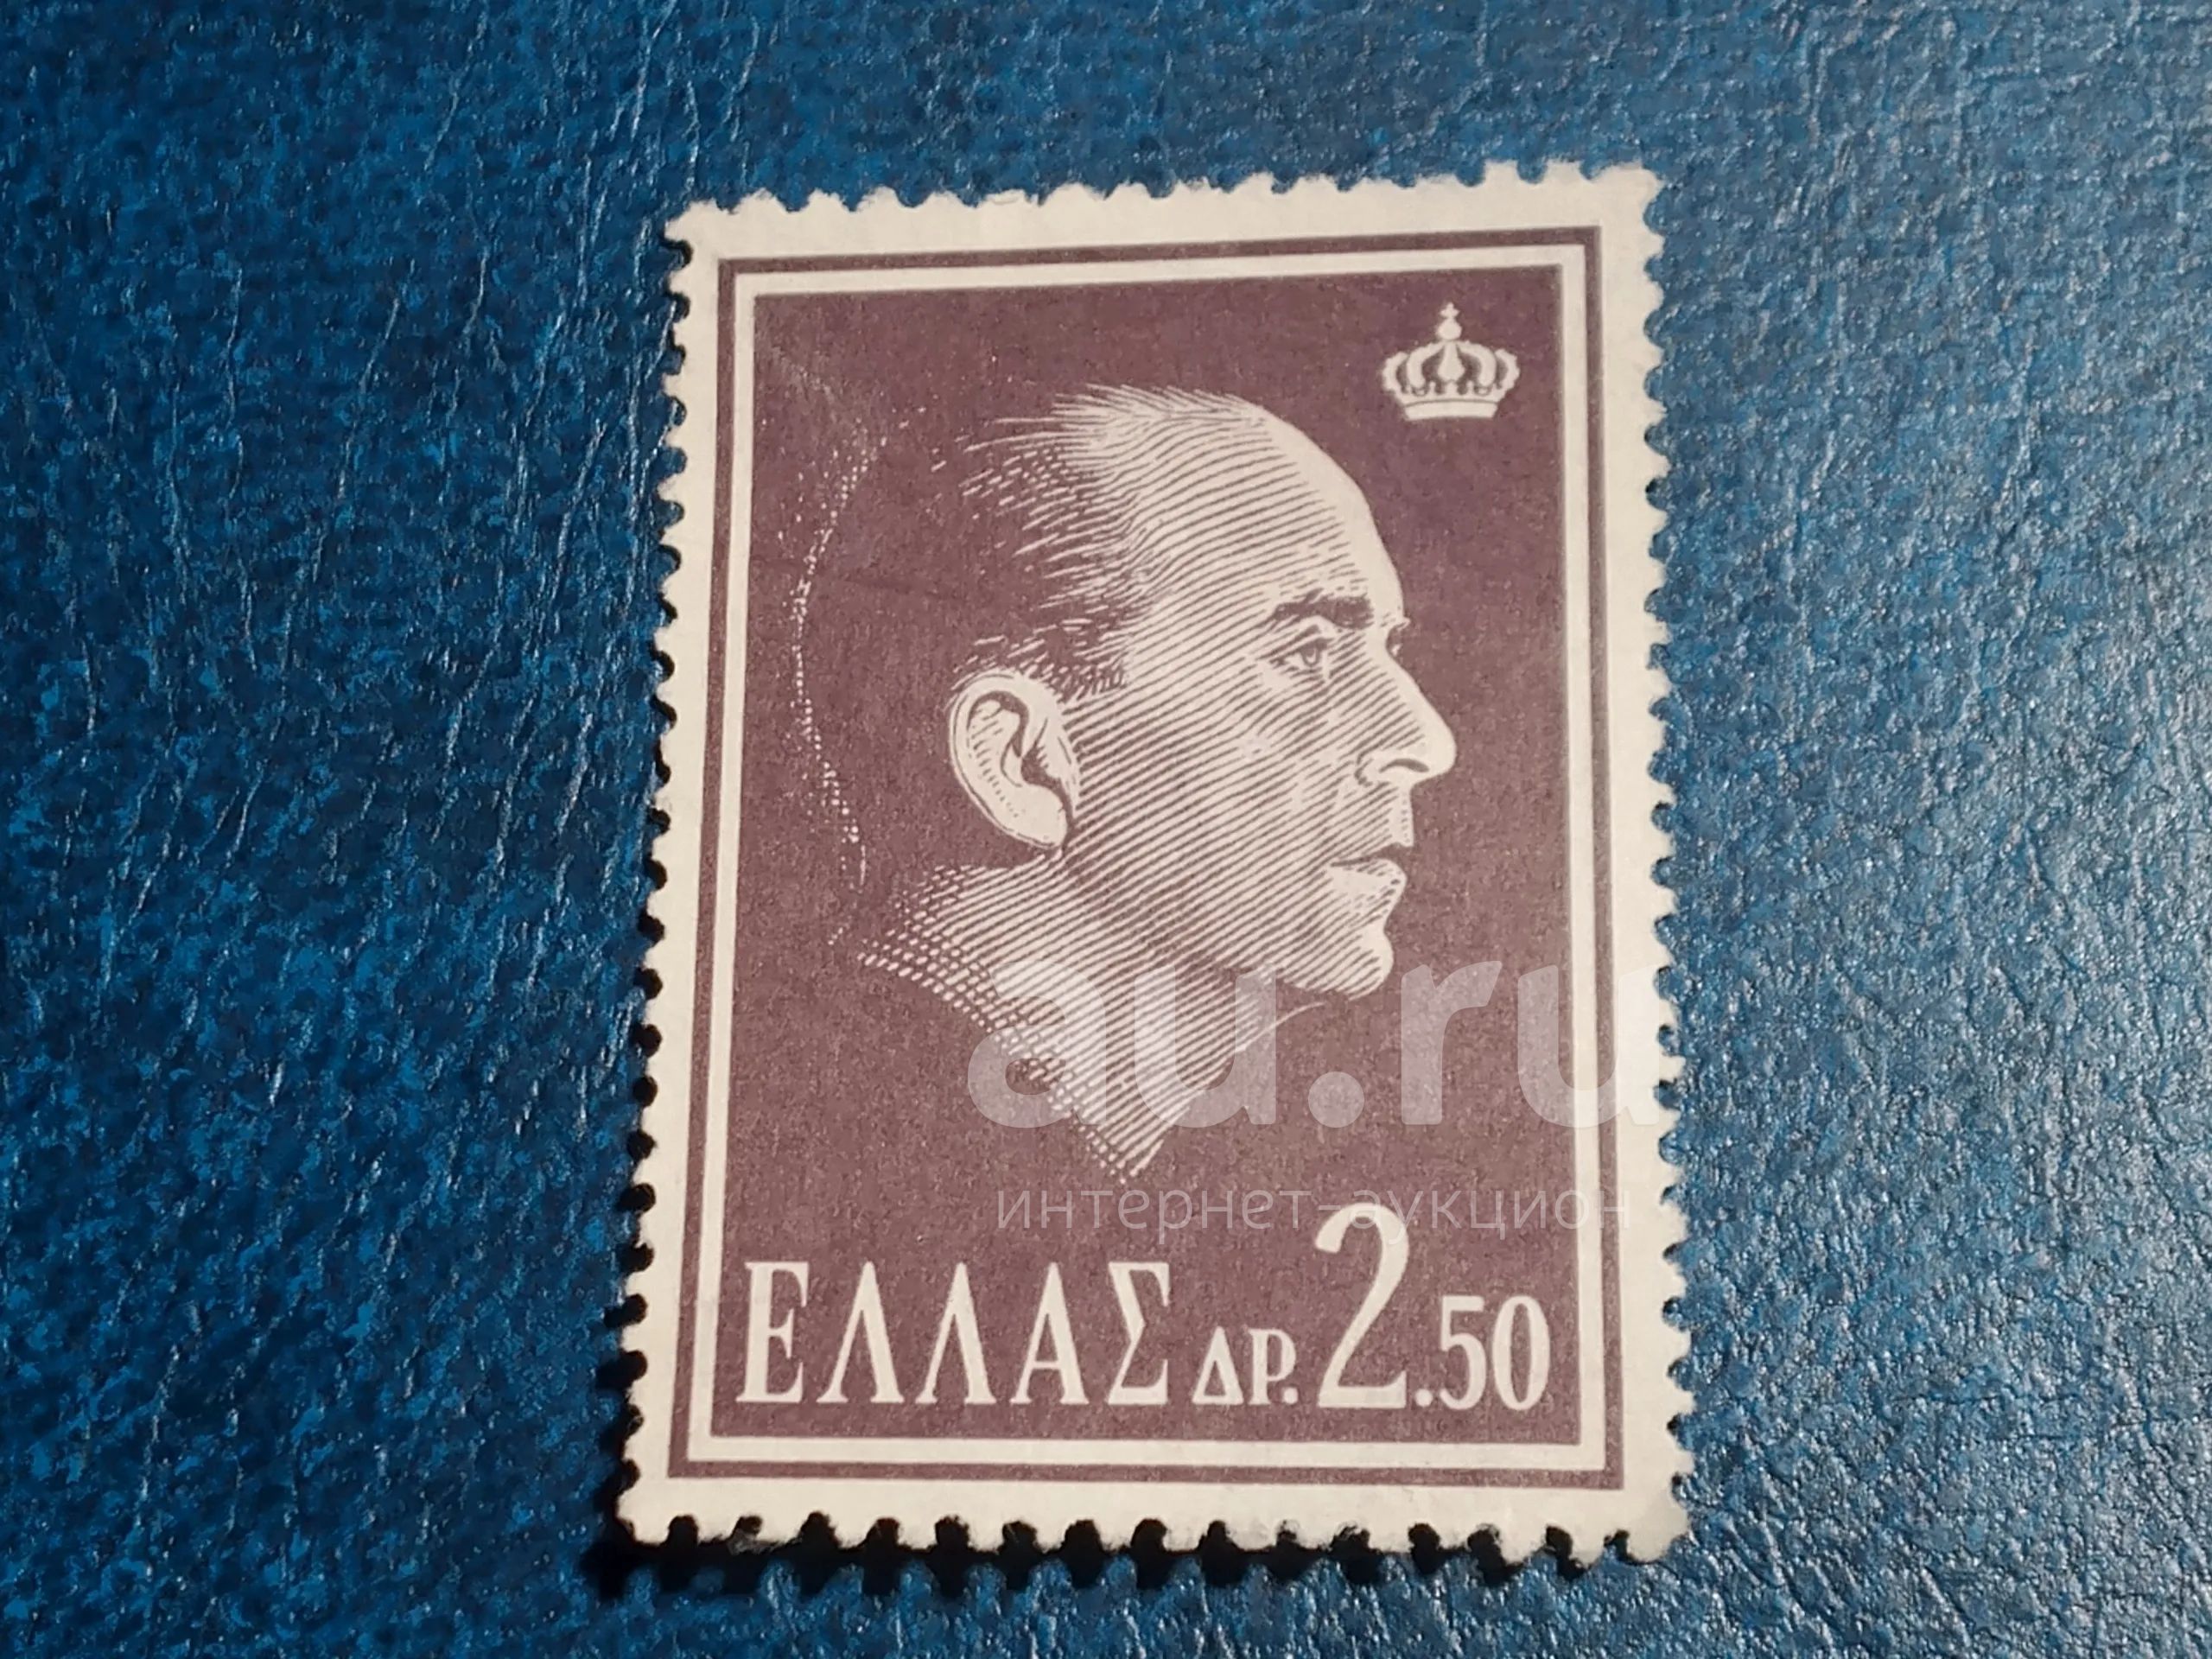 au.ru
интернет-аукцион
ΕΛΛΑΣ ΔΡ. 2.50